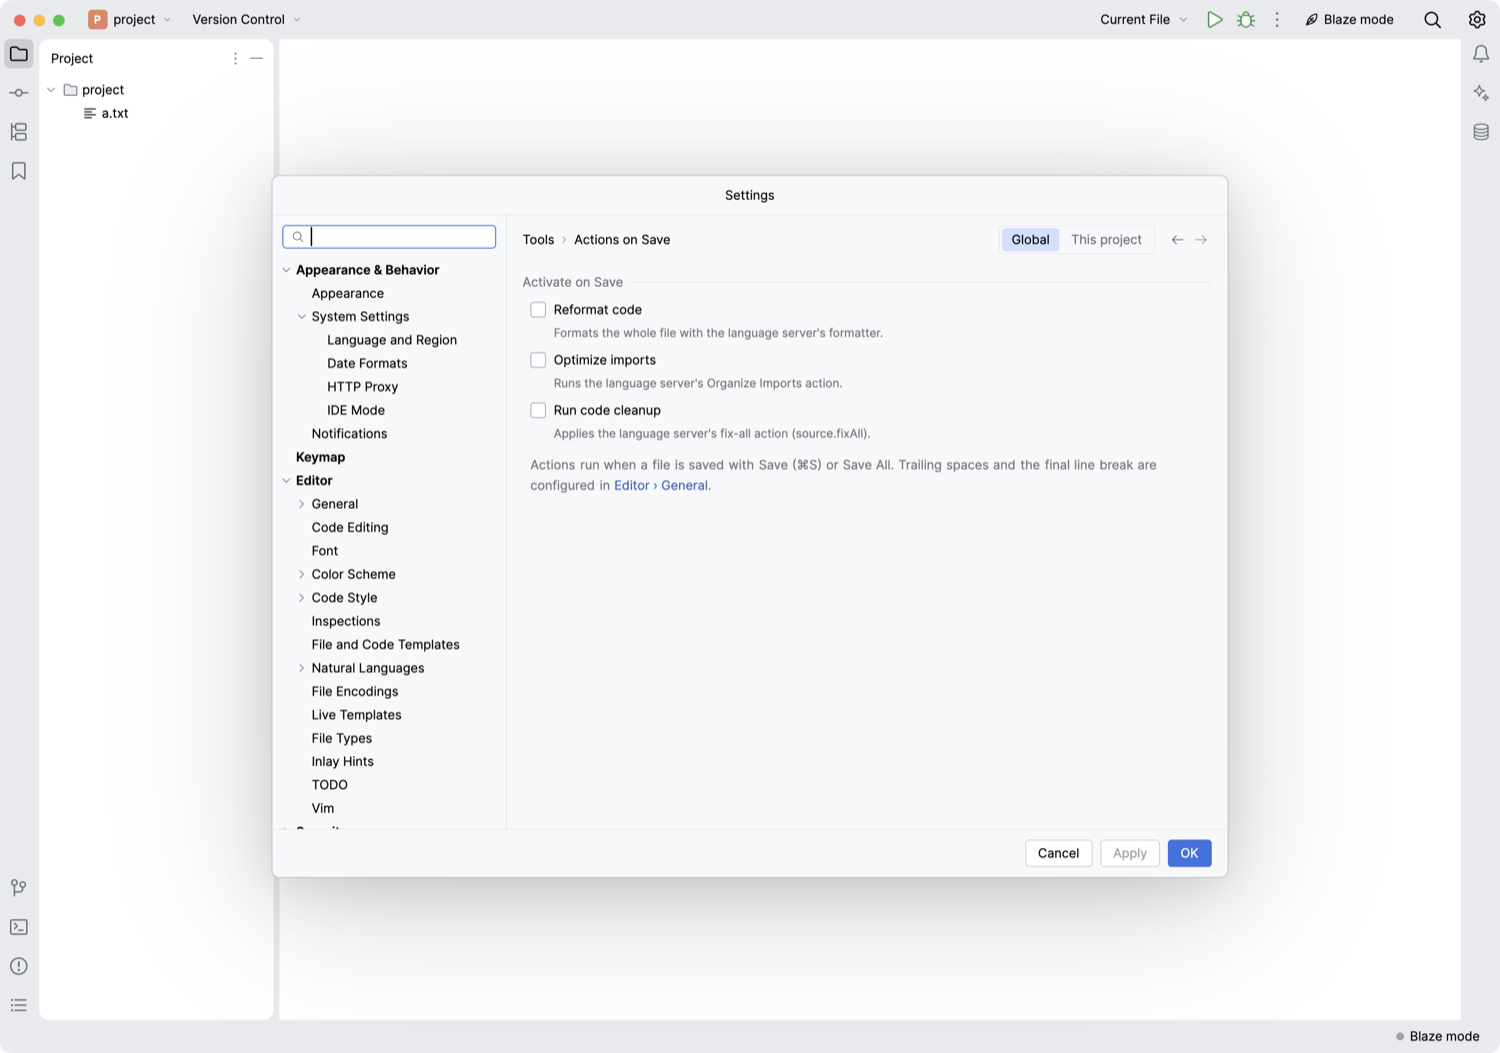 P project
Version Control
Current File
Blaze mode
Project
project
a.txt
Settings
Appearance & Behavior
Appearance
System Settings
Language and Region
Date Formats
HTTP Proxy
IDE Mode
Notifications
Keymap
Editor
General
Code Editing
Font
Color Scheme
Code Style
Inspections
File and Code Templates
Natural Languages
File Encodings
Live Templates
File Types
Inlay Hints
TODO
Vim
Tools › Actions on Save
Global
This project
Activate on Save
Reformat code
Formats the whole file with the language server's formatter.
Optimize imports
Runs the language server's Organize Imports action.
Run code cleanup
Applies the language server's fix-all action (source.fixAll).
Actions run when a file is saved with Save (⌘S) or Save All. Trailing spaces and the final line break are
configured in Editor › General.
Cancel
Apply
OK
Blaze mode